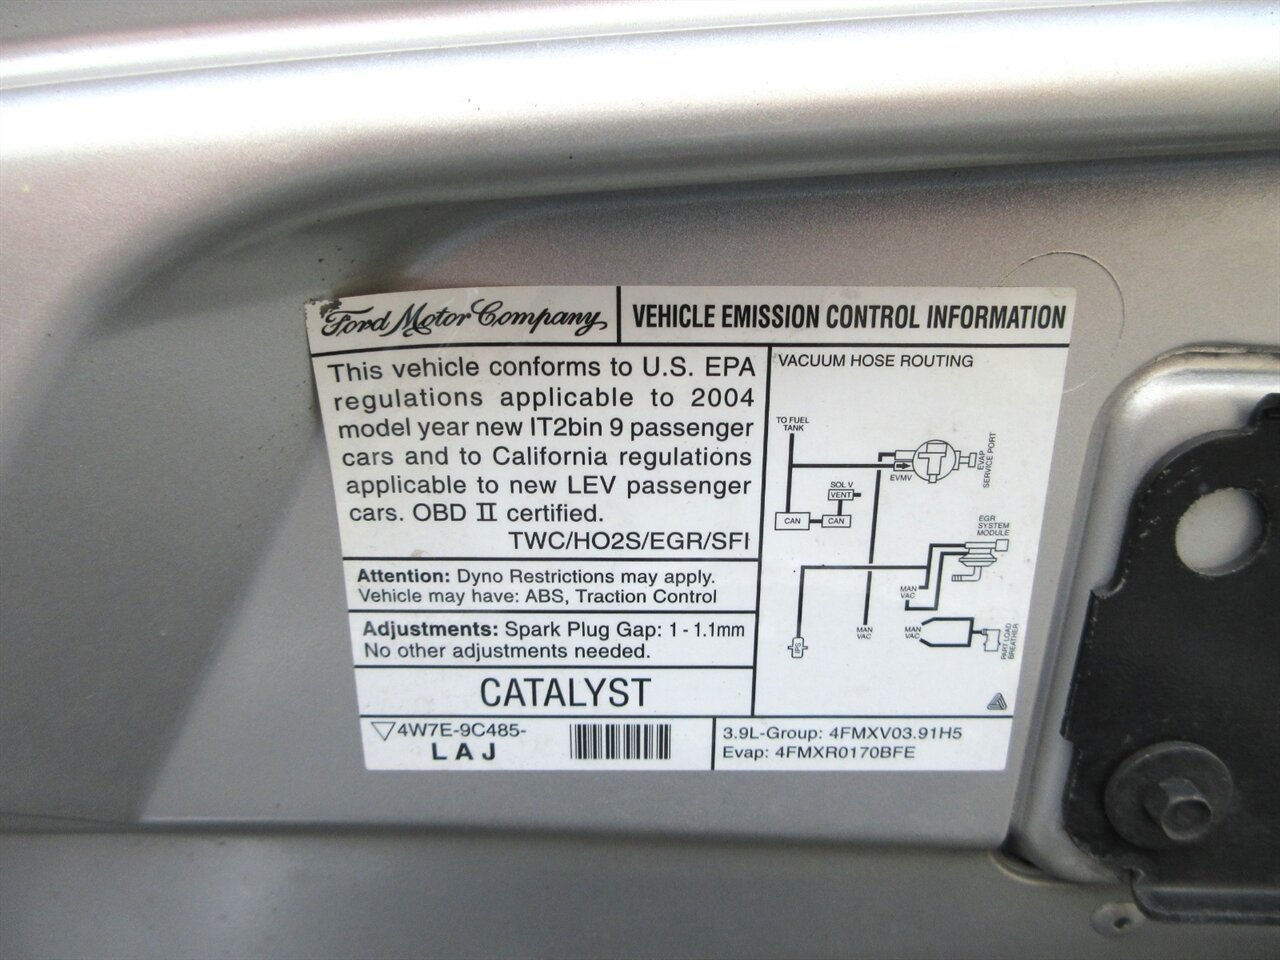 Ford Motor Company
VEHICLE EMISSION CONTROL INFORMATION
This vehicle conforms to U.S. EPA
regulations applicable to 2004
model year new IT2bin 9 passenger
cars and to California regulations
applicable to new LEV passenger
cars. OBD II certified.
TWC/HO2S/EGR/SFI
Attention: Dyno Restrictions may apply.
Vehicle may have: ABS, Traction Control
Adjustments: Spark Plug Gap: 1 - 1.1mm
No other adjustments needed.
CATALYST
4W7E-9C485-
LAJ
VACUUM HOSE ROUTING
TO FUEL
TANK
EVMV
EVAP
SERVICE PORT
SOL V
VENT
CAN
CAN
EGR
SYSTEM
MODULE
MAN
VAC
MAN
VAC
MAN
VAC
IPS
PART LOAD
BREATHER
3.9L-Group: 4FMXV03.91H5
Evap: 4FMXR0170BFE